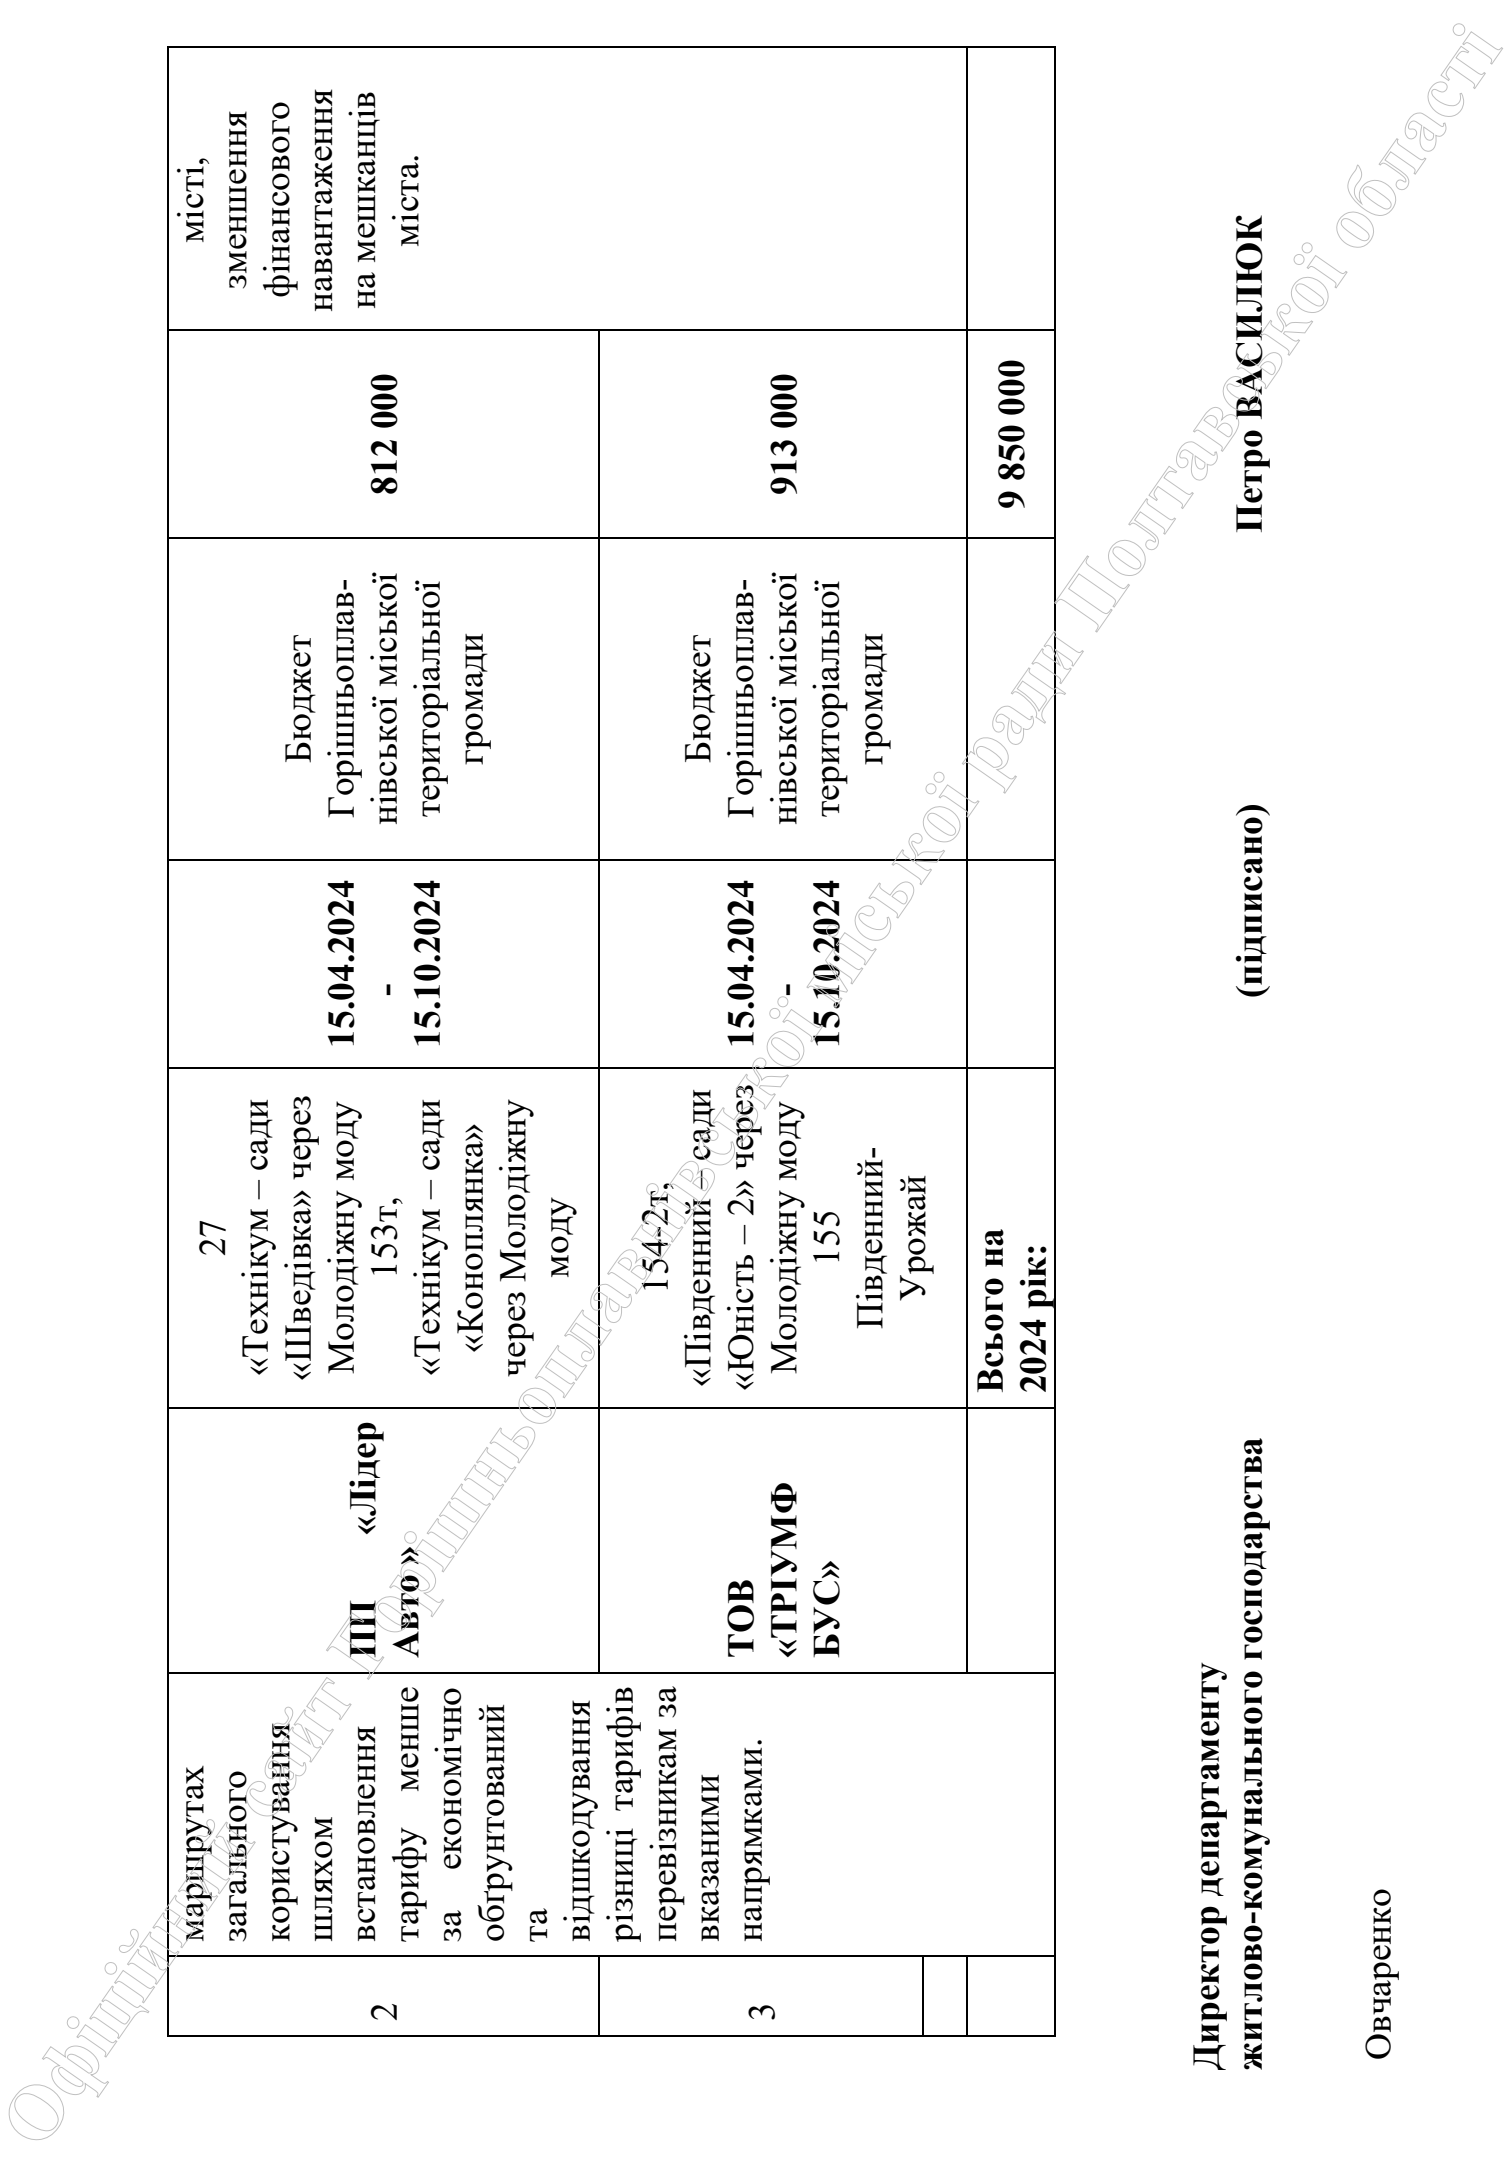 2
маршрутах
загального
користування
шляхом
встановлення
тарифу менше
за економічно
обґрунтований
та
відшкодування
різниці тарифів
перевізникам за
вказаними
напрямками.
ПП «Лідер
Авто»
27
«Технікум – сади
«Шведівка» через
Молодіжну моду
153т,
«Технікум – сади
«Коноплянка»
через Молодіжну
моду
15.04.2024
-
15.10.2024
Бюджет
Горішньоплав-
нівської міської
територіальної
громади
812 000
місті,
зменшення
фінансового
навантаження
на мешканців
міста.
3
ТОВ
«ТРІУМФ
БУС»
154-2т,
«Південний – сади
«Юність – 2» через
Молодіжну моду
155
Південний-
Урожай
15.04.2024
-
15.10.2024
Бюджет
Горішньоплав-
нівської міської
територіальної
громади
913 000
Всього на
2024 рік:
9 850 000
Директор департаменту
житлово-комунального господарства (підписано) Петро ВАСИЛЮК
Овчаренко
Офіційний сайт Горішньоплавнівської міської ради Полтавської області